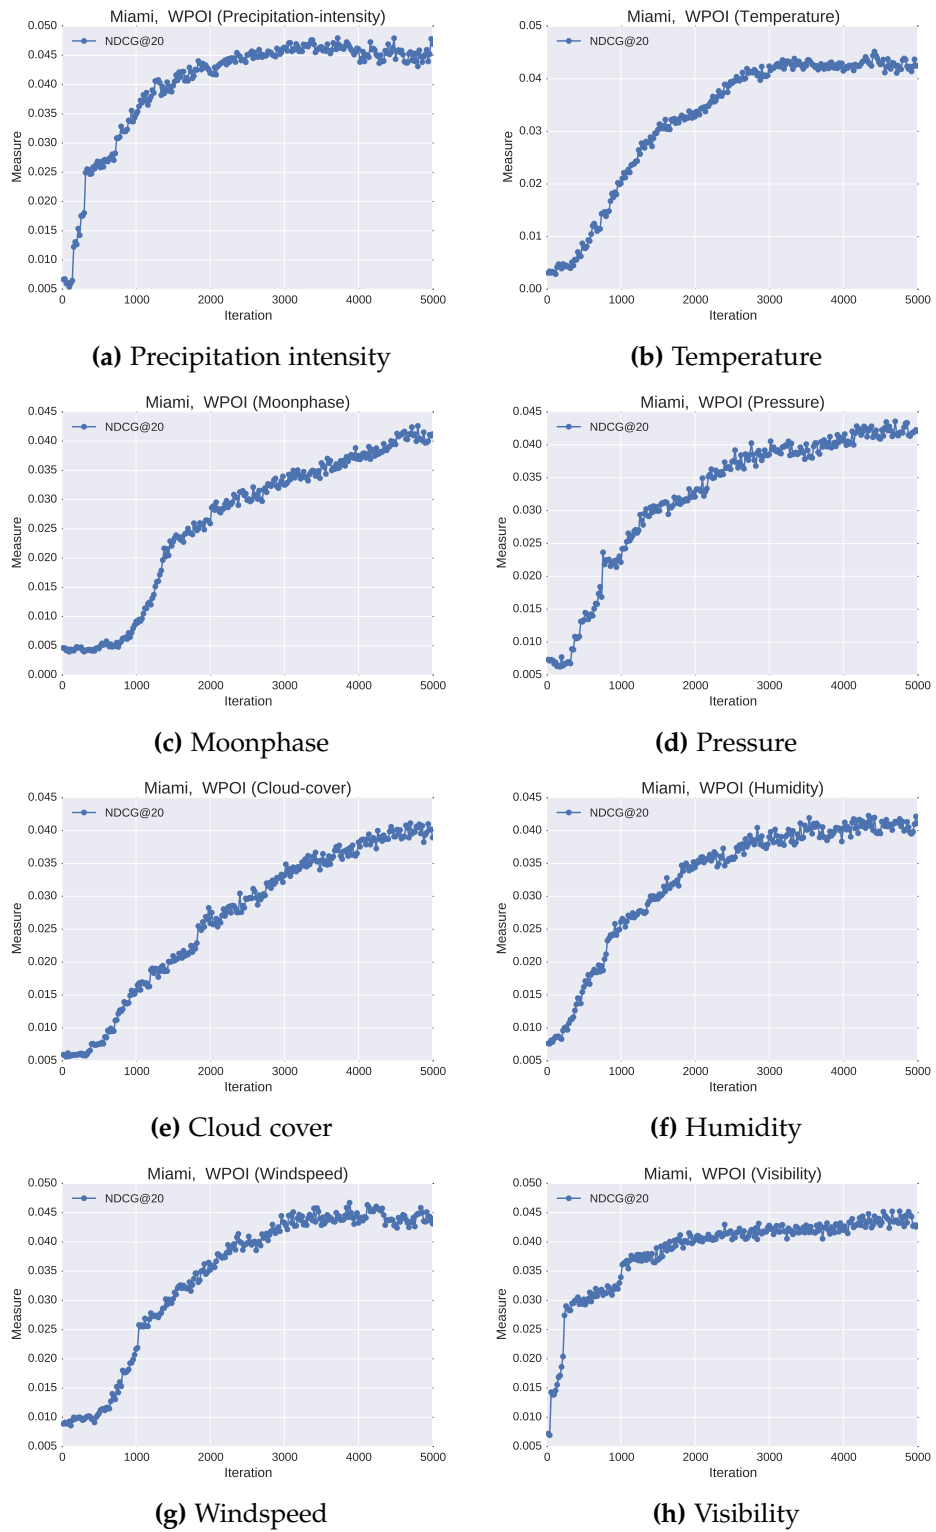 Miami,  WPOI (Precipitation-intensity)
NDCG@20
Measure
0.050
0.045
0.040
0.035
0.030
0.025
0.020
0.015
0.010
0.005
0 1000 2000 3000 4000 5000
Iteration
(a) Precipitation intensity
Miami,  WPOI (Temperature)
NDCG@20
Measure
0.05
0.04
0.03
0.02
0.01
0.00
0 1000 2000 3000 4000 5000
Iteration
(b) Temperature
Miami,  WPOI (Moonphase)
NDCG@20
Measure
0.045
0.040
0.035
0.030
0.025
0.020
0.015
0.010
0.005
0.000
0 1000 2000 3000 4000 5000
Iteration
(c) Moonphase
Miami,  WPOI (Pressure)
NDCG@20
Measure
0.045
0.040
0.035
0.030
0.025
0.020
0.015
0.010
0.005
0 1000 2000 3000 4000 5000
Iteration
(d) Pressure
Miami,  WPOI (Cloud-cover)
NDCG@20
Measure
0.045
0.040
0.035
0.030
0.025
0.020
0.015
0.010
0.005
0 1000 2000 3000 4000 5000
Iteration
(e) Cloud cover
Miami,  WPOI (Humidity)
NDCG@20
Measure
0.045
0.040
0.035
0.030
0.025
0.020
0.015
0.010
0.005
0 1000 2000 3000 4000 5000
Iteration
(f) Humidity
Miami,  WPOI (Windspeed)
NDCG@20
Measure
0.050
0.045
0.040
0.035
0.030
0.025
0.020
0.015
0.010
0.005
0 1000 2000 3000 4000 5000
Iteration
(g) Windspeed
Miami,  WPOI (Visibility)
NDCG@20
Measure
0.050
0.045
0.040
0.035
0.030
0.025
0.020
0.015
0.010
0.005
0 1000 2000 3000 4000 5000
Iteration
(h) Visibility